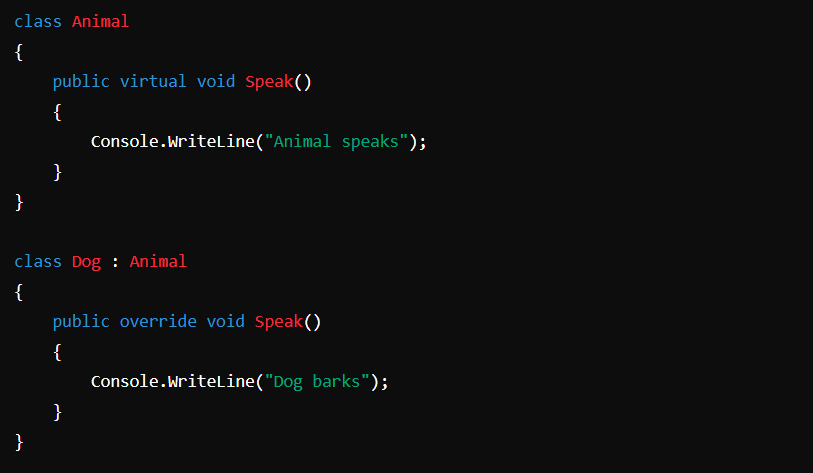 class Animal
{
    public virtual void Speak()
    {
        Console.WriteLine("Animal speaks");
    }
}

class Dog : Animal
{
    public override void Speak()
    {
        Console.WriteLine("Dog barks");
    }
}